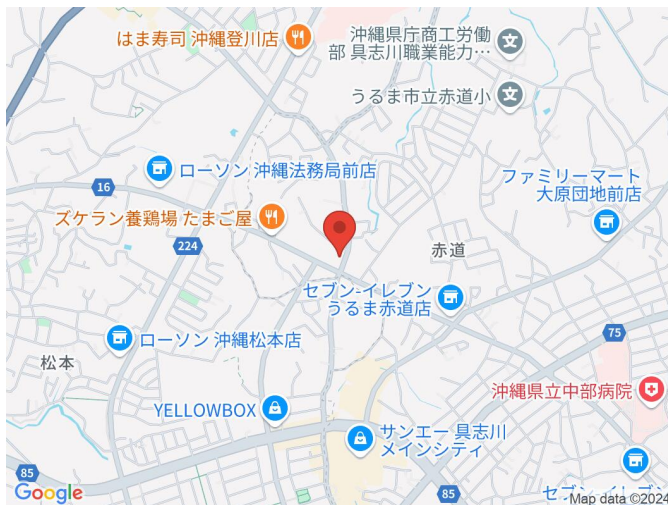 はま寿司 沖縄登川店
沖縄県庁商工労働
部 具志川職業能力…
うるま市立赤道小
ローソン 沖縄法務局前店
ファミリーマート
大原団地前店
16
ズケラン養鶏場 たまご屋
224
赤道
セブン-イレブン
うるま赤道店
75
ローソン 沖縄松本店
松本
沖縄県立中部病院
YELLOWBOX
サンエー 具志川
メインシティ
85
85
Google
セブン-イレ
Map data ©2024